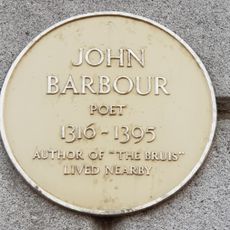 JOHN
BARBOUR
POET
1316-1395
AUTHOR OF "THE BRUIS"
LIVED NEARBY